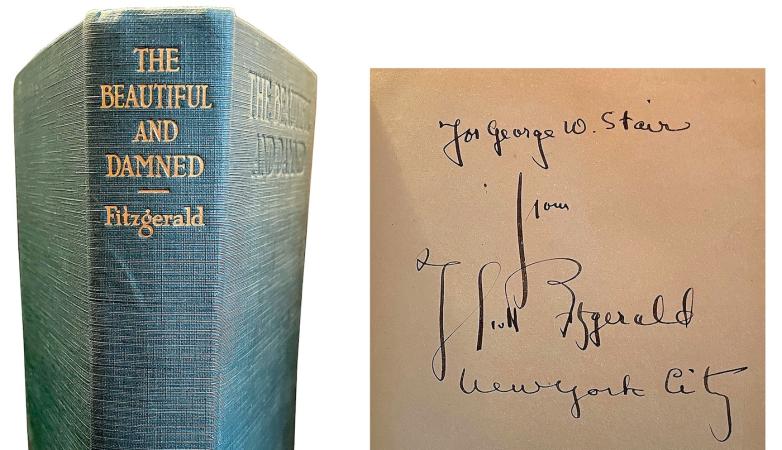 THE
BEAUTIFUL
AND
DAMNED
Fitzgerald
THE BEAUTIFUL
AND DAMNED
For George W. Stair
from
F Scott Fitzgerald
New York City